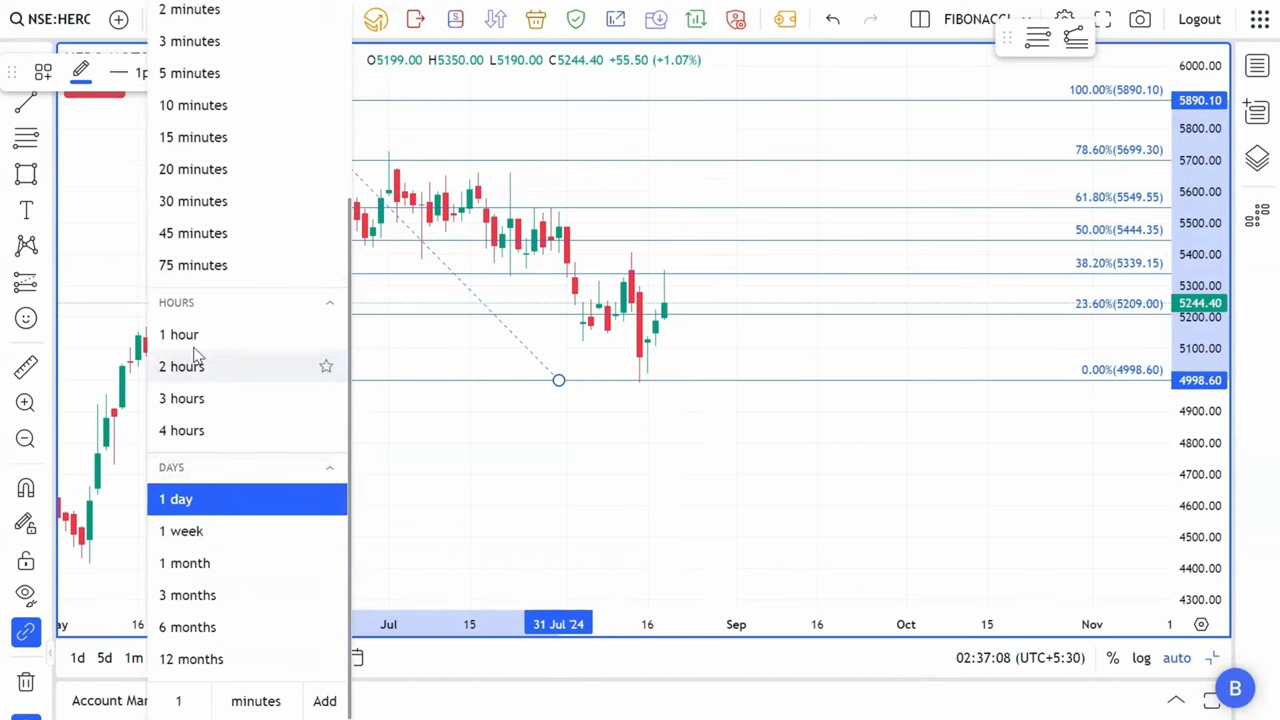 NSE:HERC
2 minutes
FIBONACCI
Logout
O5199.00 H5350.00 L5190.00 C5244.40 +55.50 (+1.07%)
1p
3 minutes
5 minutes
10 minutes
15 minutes
20 minutes
30 minutes
45 minutes
75 minutes
HOURS
1 hour
2 hours
3 hours
4 hours
DAYS
1 day
1 week
1 month
3 months
6 months
12 months
1 minutes Add
100.00%(5890.10)
78.60%(5699.30)
61.80%(5549.55)
50.00%(5444.35)
38.20%(5339.15)
23.60%(5209.00)
0.00%(4998.60)
6000.00
5890.10
5800.00
5700.00
5600.00
5500.00
5400.00
5300.00
5244.40
5200.00
5100.00
4998.60
4900.00
4800.00
4700.00
4600.00
4500.00
4400.00
4300.00
ay 16 Jul 15 31 Jul '24 16 Sep 16 Oct 15 Nov 1
1d 5d 1m 02:37:08 (UTC+5:30) % log auto
Account Mar
B